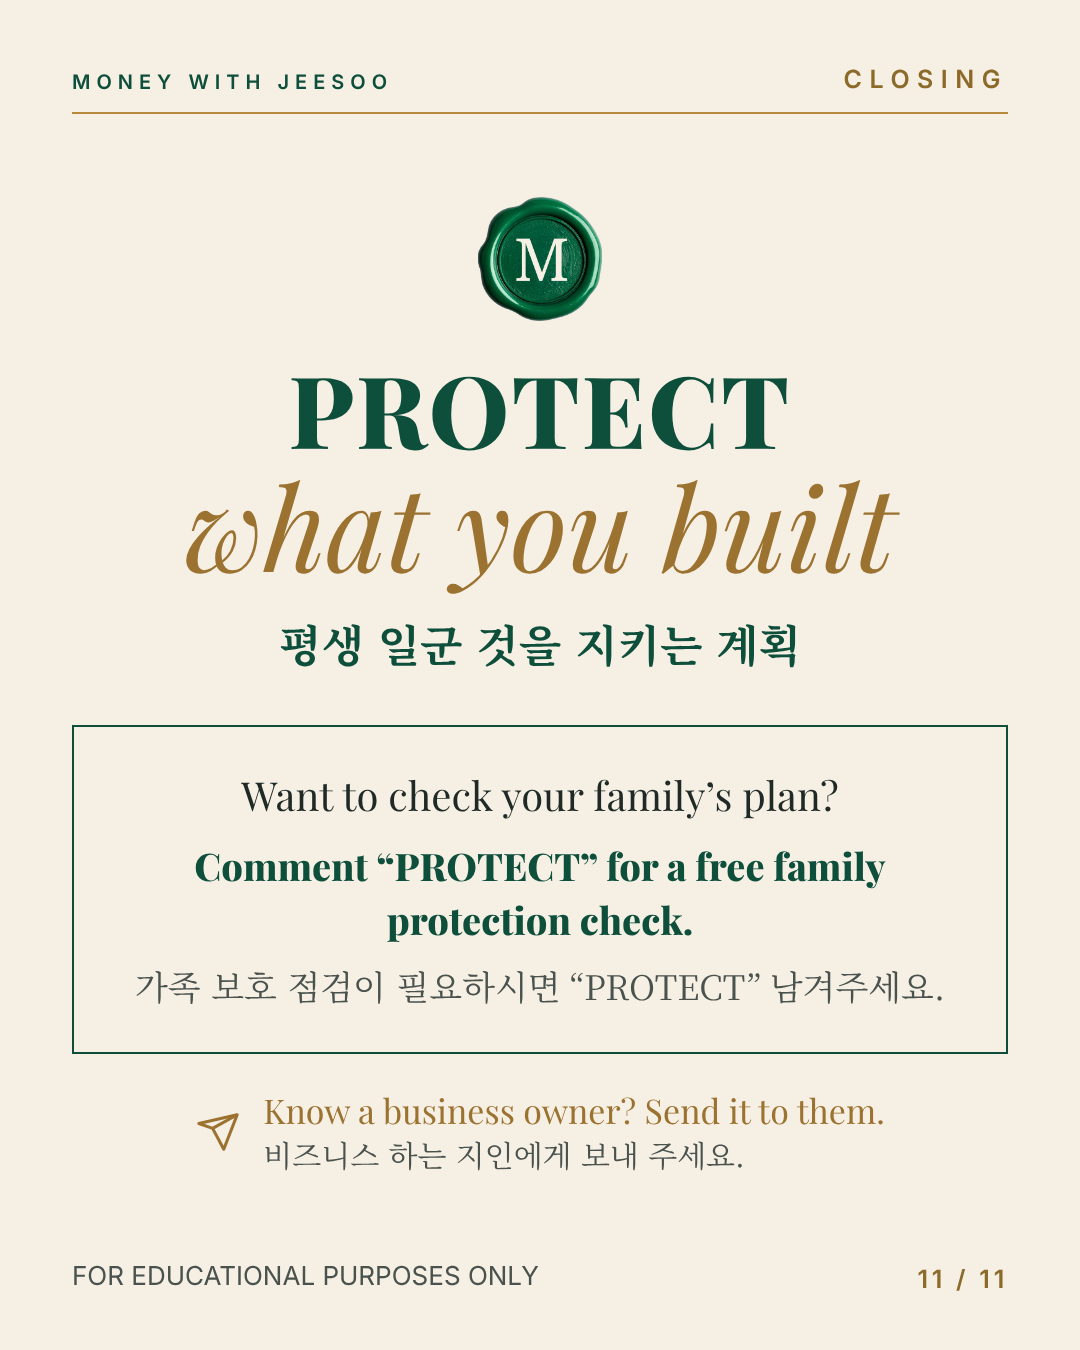 MONEY WITH JEESOO
CLOSING
M
PROTECT
what you built
평생 일군 것을 지키는 계획
Want to check your family’s plan?
Comment “PROTECT” for a free family
protection check.
가족 보호 점검이 필요하시면 “PROTECT” 남겨주세요.
Know a business owner? Send it to them.
비즈니스 하는 지인에게 보내 주세요.
FOR EDUCATIONAL PURPOSES ONLY
11 / 11